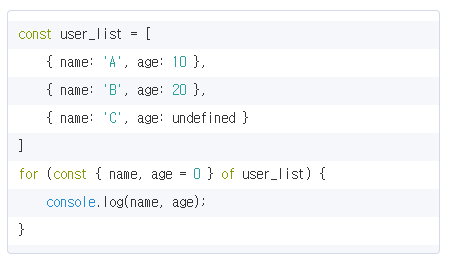 const user_list = [
    { name: 'A', age: 10 },
    { name: 'B', age: 20 },
    { name: 'C', age: undefined }
]
for (const { name, age = 0 } of user_list) {
    console.log(name, age);
}